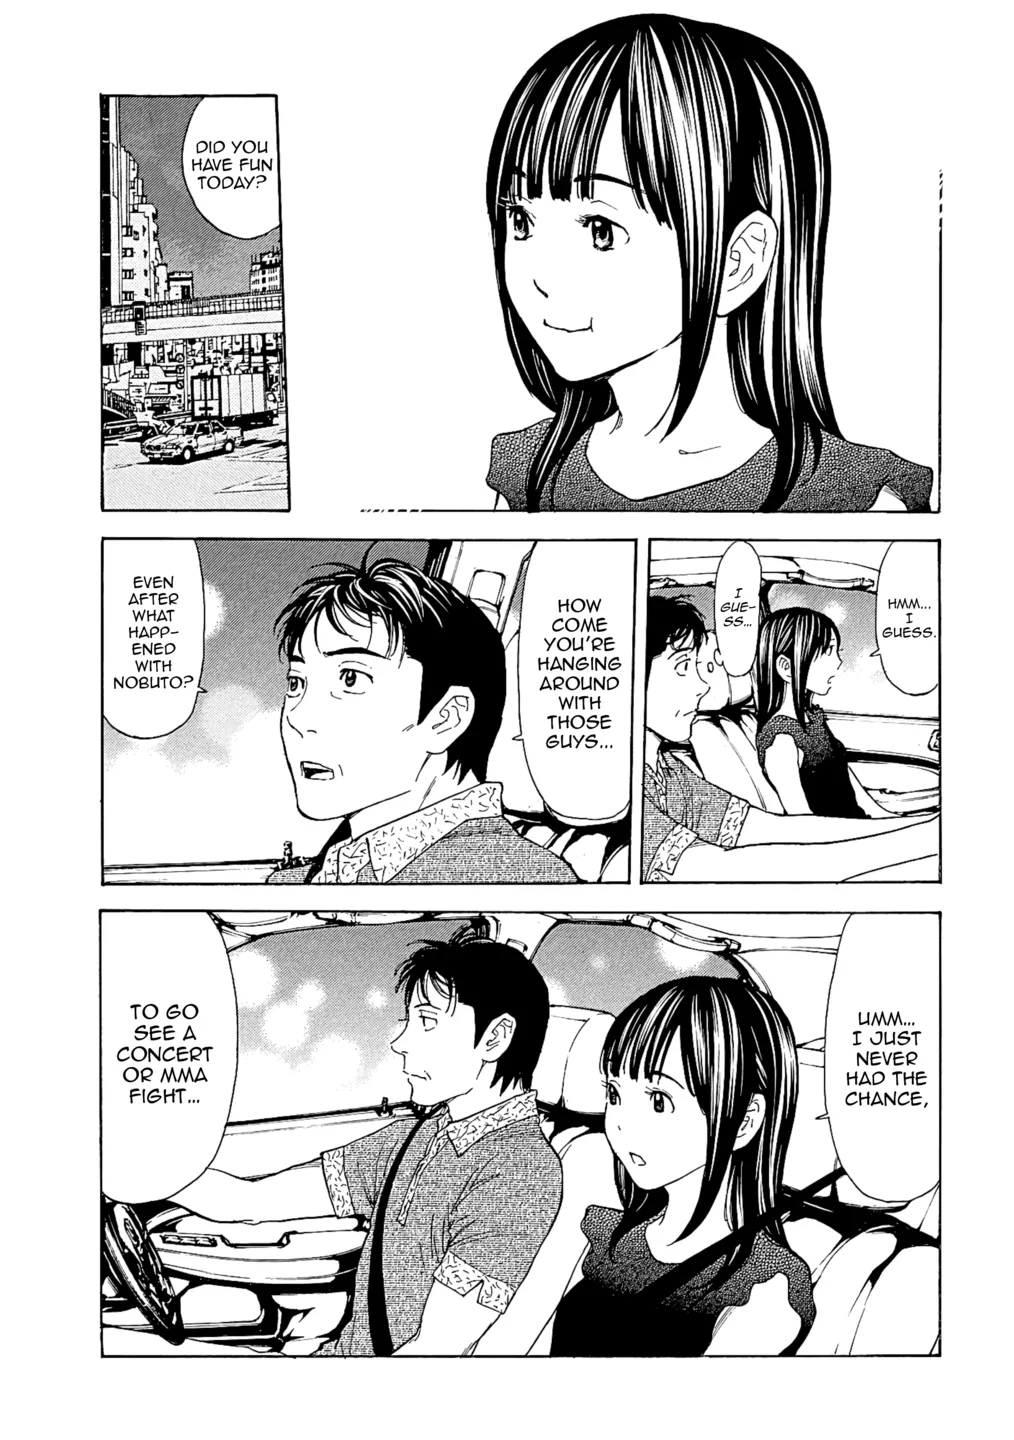 DID YOU
HAVE FUN
TODAY?
HMM...
I
GUESS.
I
GUE-
SS...
HOW
COME
YOU'RE
HANGING
AROUND
WITH
THOSE
GUYS...
EVEN
AFTER
WHAT
HAPP-
ENED
WITH
NOBUTO?
UMM...
I JUST
NEVER
HAD THE
CHANCE,
TO GO
SEE A
CONCERT
OR MMA
FIGHT...